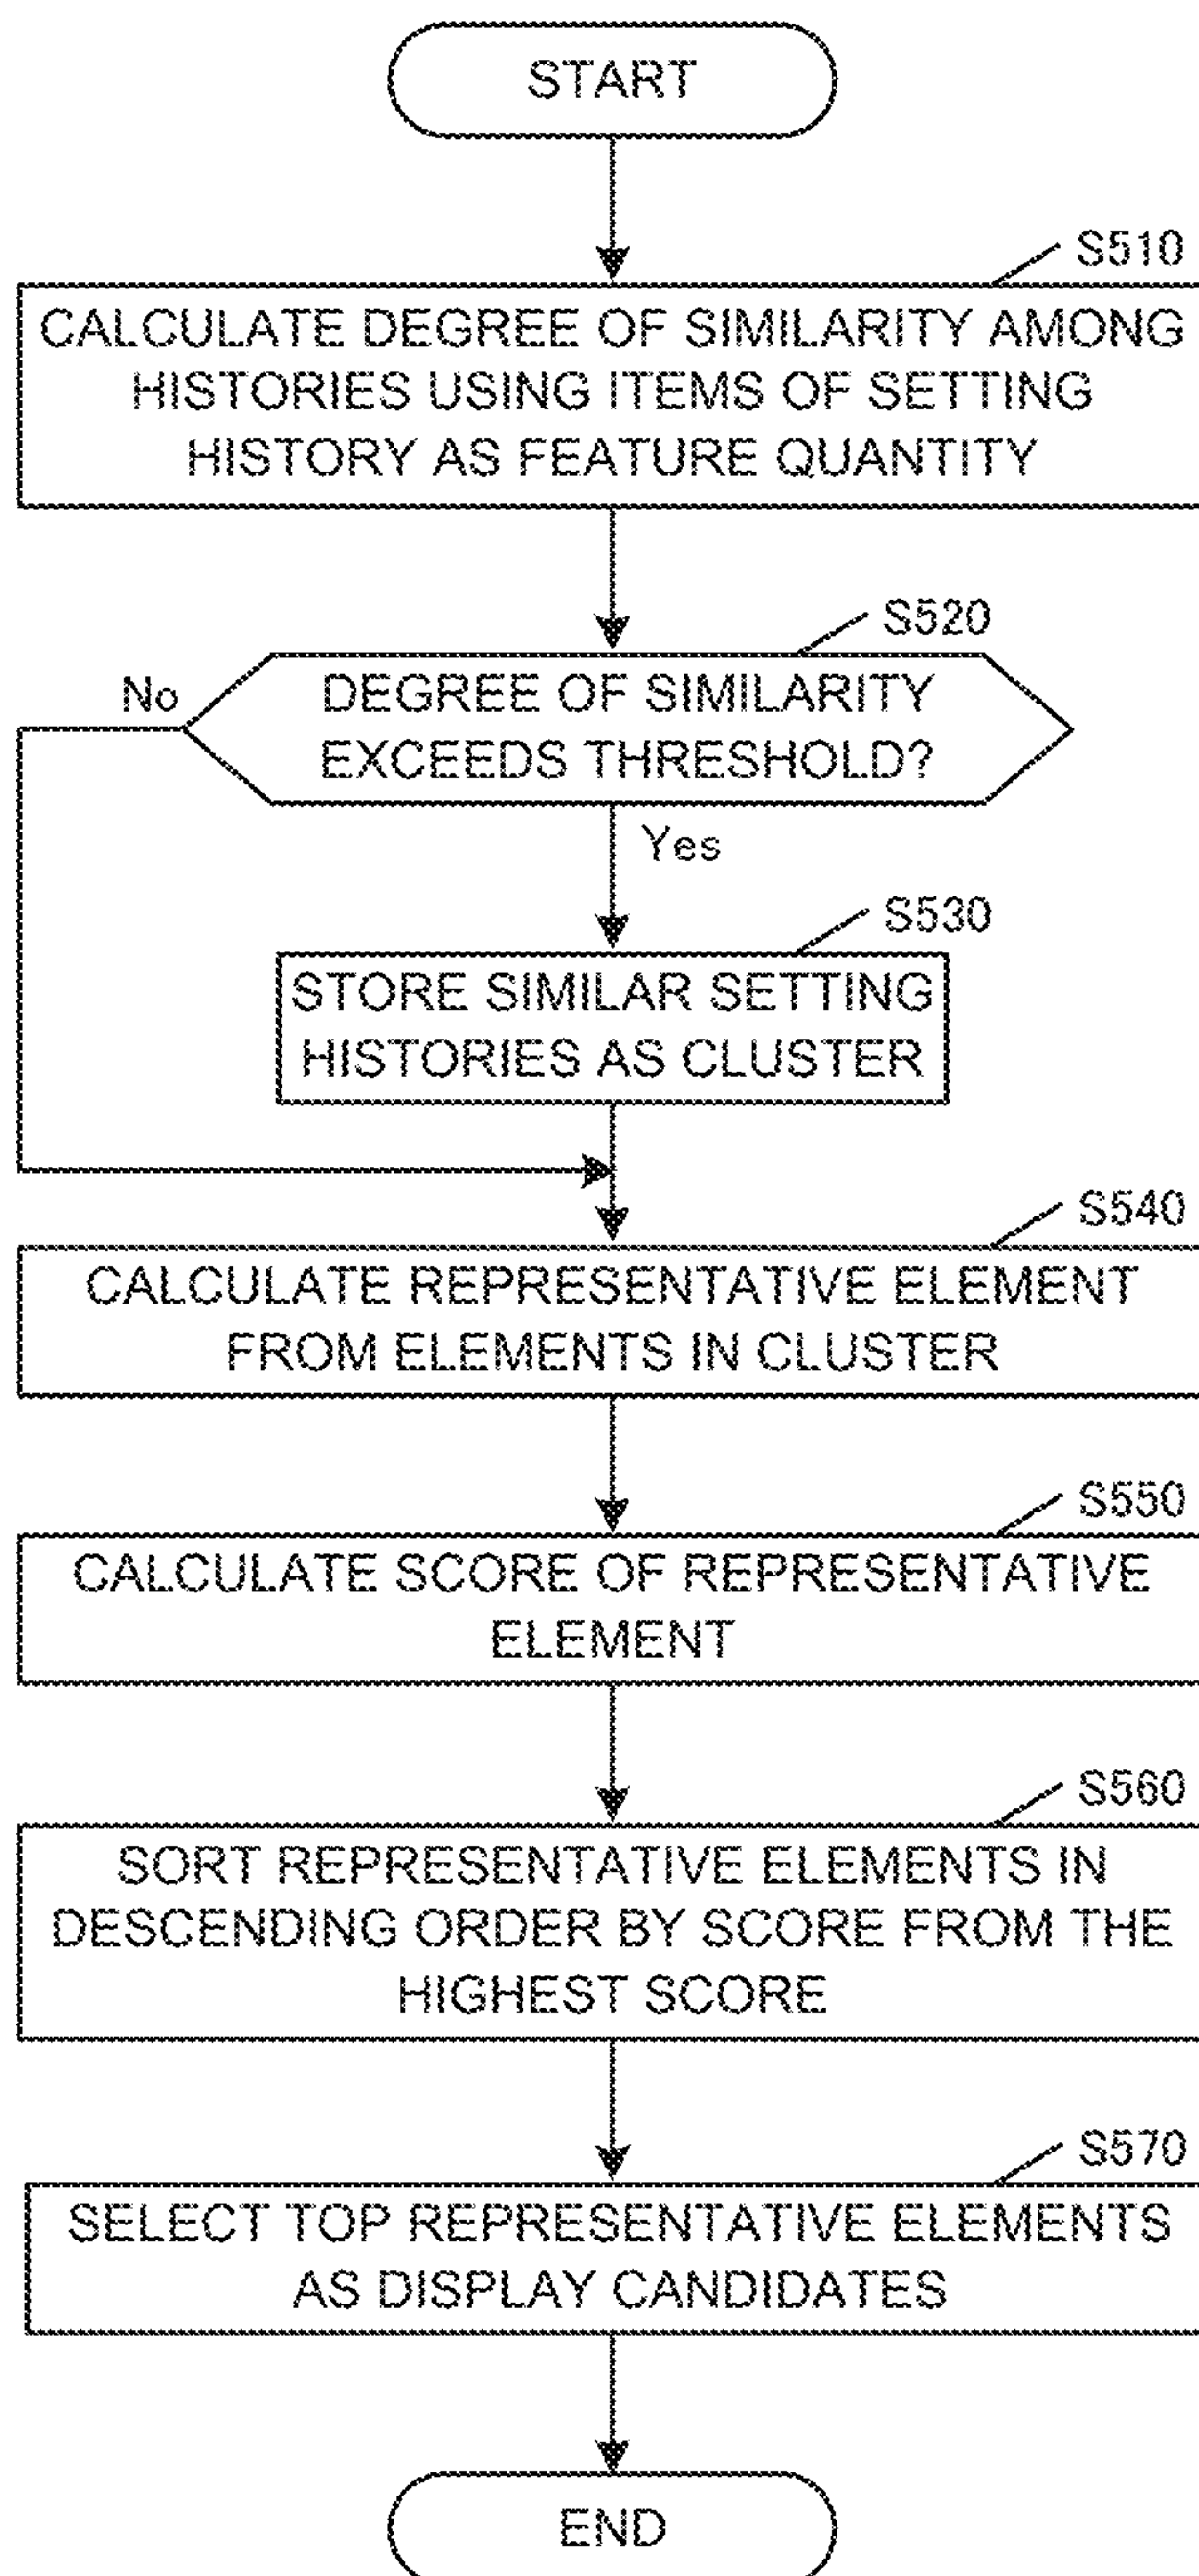 START
S510
CALCULATE DEGREE OF SIMILARITY AMONG
HISTORIES USING ITEMS OF SETTING
HISTORY AS FEATURE QUANTITY
S520
No
DEGREE OF SIMILARITY
EXCEEDS THRESHOLD?
Yes
S530
STORE SIMILAR SETTING
HISTORIES AS CLUSTER
S540
CALCULATE REPRESENTATIVE ELEMENT
FROM ELEMENTS IN CLUSTER
S550
CALCULATE SCORE OF REPRESENTATIVE
ELEMENT
S560
SORT REPRESENTATIVE ELEMENTS IN
DESCENDING ORDER BY SCORE FROM THE
HIGHEST SCORE
S570
SELECT TOP REPRESENTATIVE ELEMENTS
AS DISPLAY CANDIDATES
END